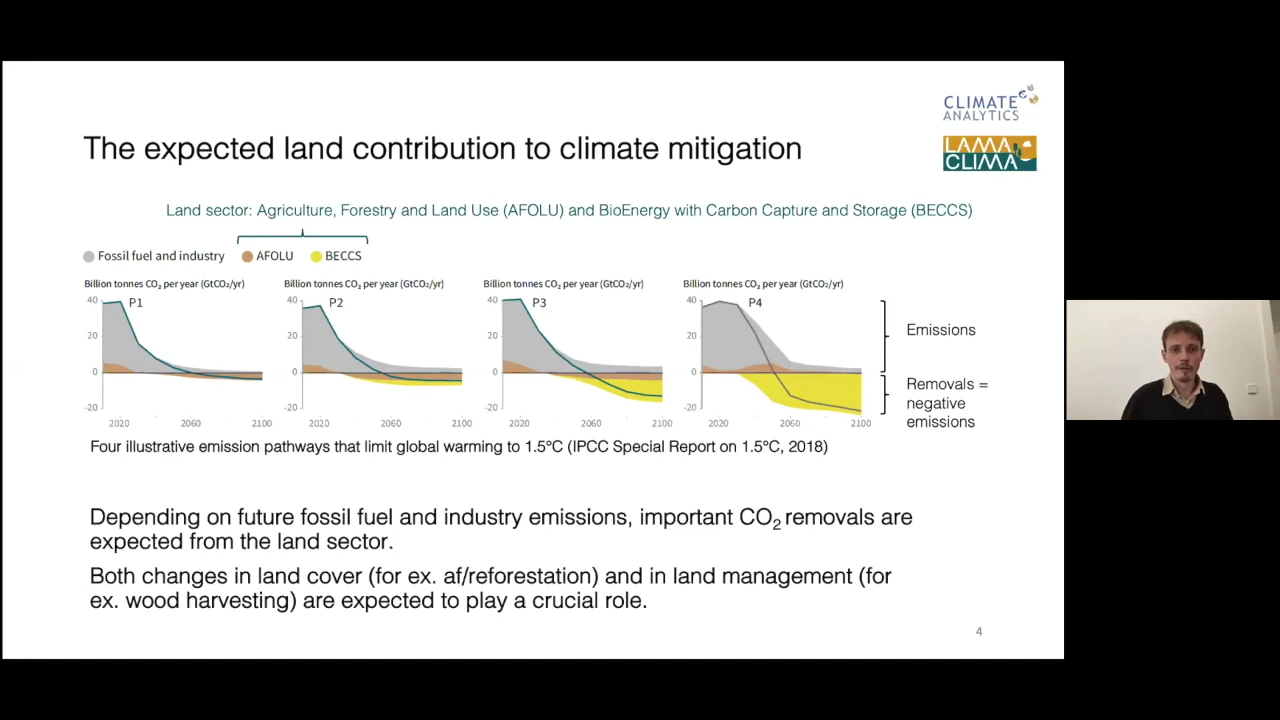 CLIMATE
ANALYTICS
LAMA
CLIMA
The expected land contribution to climate mitigation
Land sector: Agriculture, Forestry and Land Use (AFOLU) and BioEnergy with Carbon Capture and Storage (BECCS)
Fossil fuel and industry AFOLU BECCS
Billion tonnes CO₂ per year (GtCO₂/yr) Billion tonnes CO₂ per year (GtCO₂/yr) Billion tonnes CO₂ per year (GtCO₂/yr) Billion tonnes CO₂ per year (GtCO₂/yr)
40 P1 40 P2 40 P3 40 P4
20 20 20 20
Emissions
0 0 0 0
Removals =
negative
emissions
-20 -20 -20 -20
2020 2060 2100 2020 2060 2100 2020 2060 2100 2020 2060 2100
Four illustrative emission pathways that limit global warming to 1.5°C (IPCC Special Report on 1.5°C, 2018)
Depending on future fossil fuel and industry emissions, important CO₂ removals are
expected from the land sector.
Both changes in land cover (for ex. af/reforestation) and in land management (for
ex. wood harvesting) are expected to play a crucial role.
4